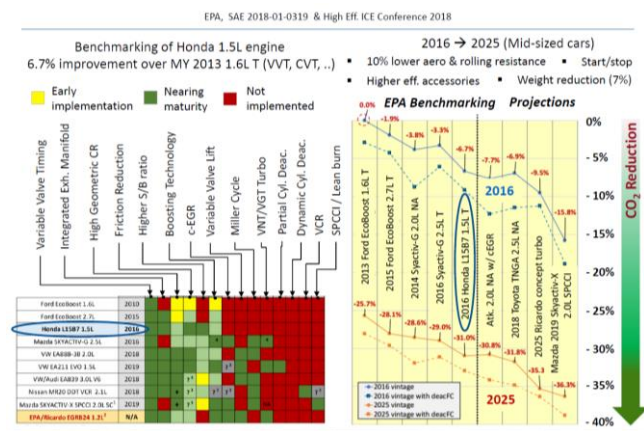 EPA, SAE 2018-01-0319 & High Eff. ICE Conference 2018
Benchmarking of Honda 1.5L engine
6.7% improvement over MY 2013 1.6L T (VVT, CVT, ..)
Early implementation
Nearing maturity
Not implemented
Variable Valve Timing
Integrated Exh. Manifold
High Geometric CR
Friction Reduction
Higher S/B ratio
Boosting Technology
c-EGR
Variable Valve Lift
Miller Cycle
VNT/VGT Turbo
Partial Cyl. Deac.
Dynamic Cyl. Deac.
VCR
SPCCI / Lean burn
Ford EcoBoost 1.6L 2010
Ford EcoBoost 2.7L 2015
Honda L15B7 1.5L 2016
Mazda SKYACTIV-G 2.5L 2016
VW EA888-3B 2.0L 2018
VW EA211 EVO 1.5L 2019
VW/Audi EA839 3.0L V6 2018
Nissan MR20 DDT VCR 2.1L 2018
Mazda SKYACTIV-X SPCCI 2.0L 2019
EPA/Ricardo EGRB24 1.2L N/A
2016 → 2025 (Mid-sized cars)
▪ 10% lower aero & rolling resistance ▪ Start/stop
▪ Higher eff. accessories ▪ Weight reduction (7%)
EPA Benchmarking Projections
0.0%
-1.9%
-3.8%
-3.3%
-6.7%
-7.7%
-6.9%
-9.5%
-15.8%
2016
2013 Ford EcoBoost 1.6L T
2015 Ford EcoBoost 2.7L T
2014 Syactiv-G 2.0L NA
2016 Syactiv-G 2.5L T
2016 Honda L15B7 1.5L T
Atk. 2.0L NA w/ cEGR
2018 Toyota TNGA 2.5L NA
2025 Ricardo concept turbo
Mazda 2019 Skyactiv-X
2.0L SPCCI
-25.7%
-28.1%
-28.6%
-29.0%
-31.0%
-30.8%
-31.8%
-35.3
-36.3%
2016 vintage
2016 vintage with deacFC
2025 vintage
2025 vintage with deacFC
2025
0%
- 5%
-10%
-15%
-20%
-25%
-30%
-35%
- 40%
CO2 Reduction